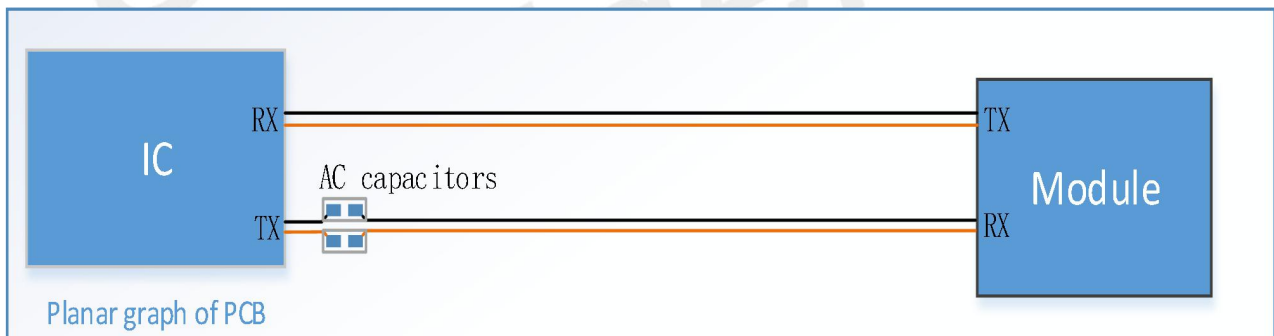 RX
TX
IC
AC capacitors
TX
RX
Module
Planar graph of PCB